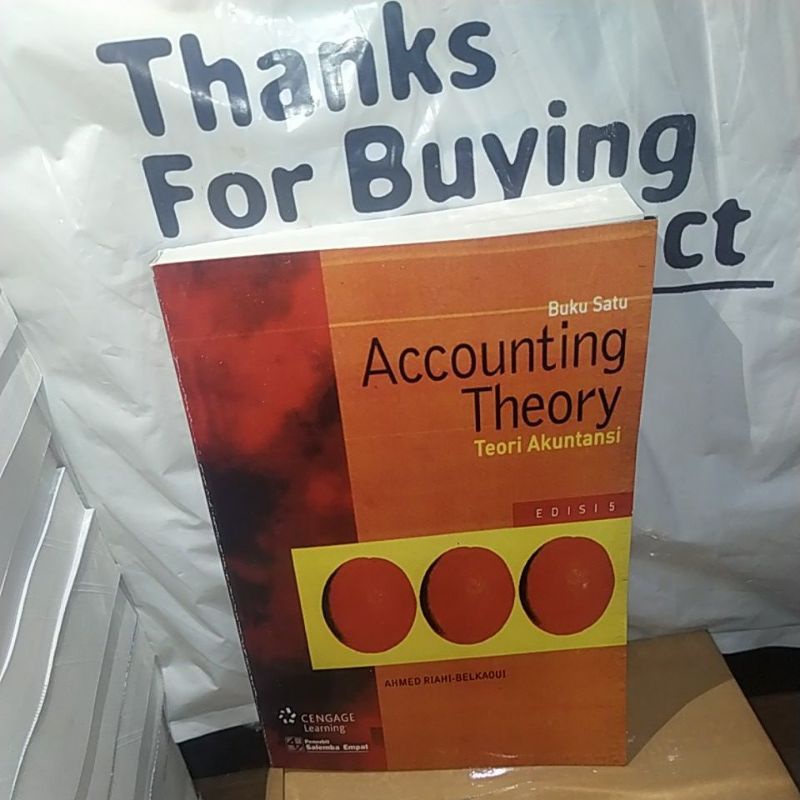 Thanks
For Buying
ct
Buku Satu
Accounting
Theory
Teori Akuntansi
EDISI 5
AHMED RIAHI-BELKAOUI
CENGAGE
Learning
Penerbit
Salemba Empat